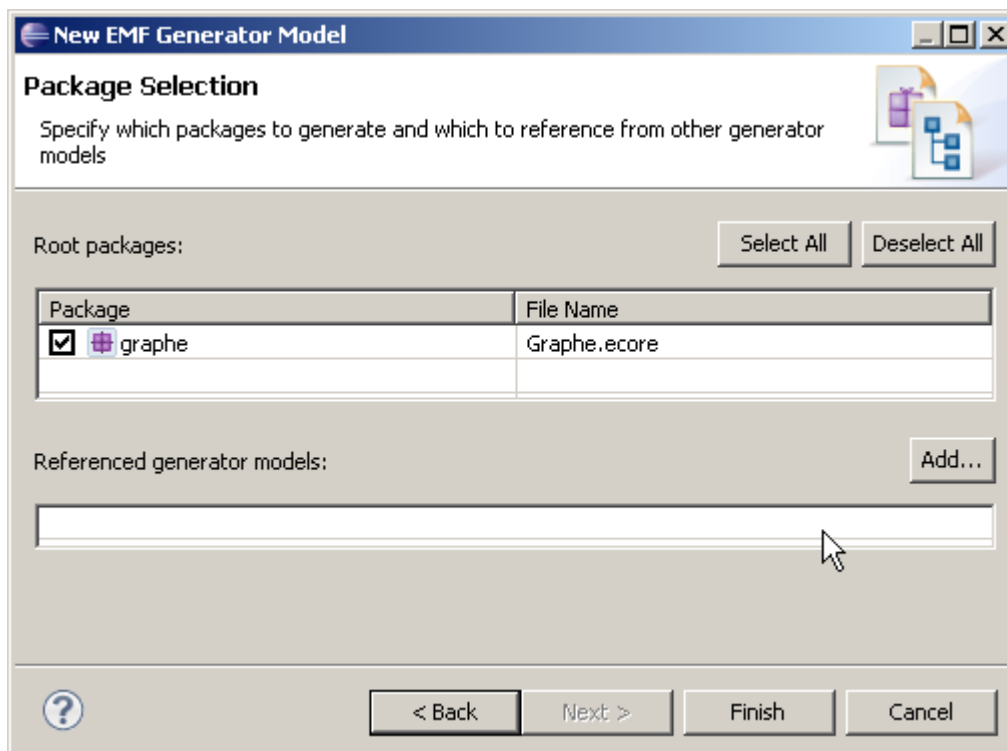 New EMF Generator Model
Package Selection
Specify which packages to generate and which to reference from other generator
models
Root packages:
Select All
Deselect All
Package
File Name
graphe
Graphe.ecore
Referenced generator models:
Add...
?
< Back
Next >
Finish
Cancel